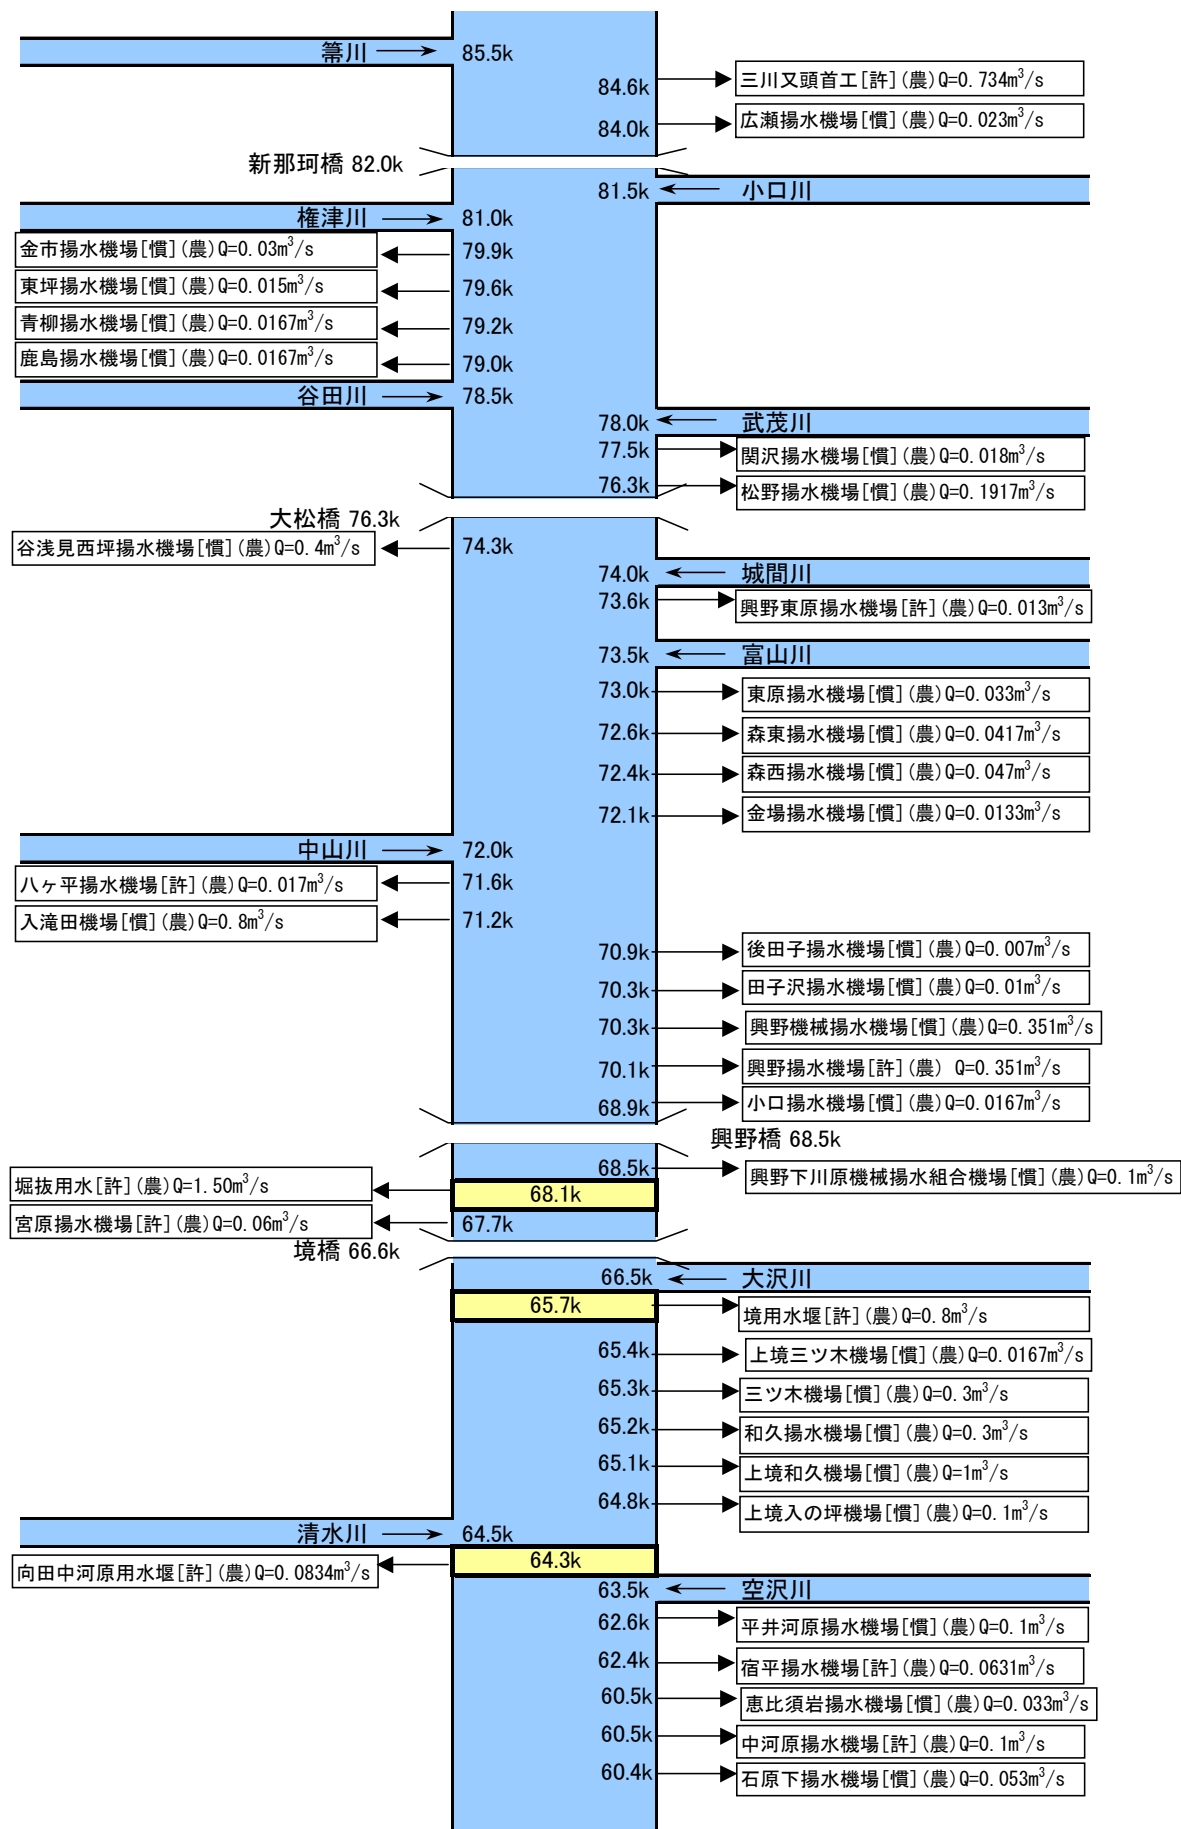 箒川 85.5k
84.6k 三川又頭首工[許](農)Q=0.734m³/s
84.0k 広瀬揚水機場[慣](農)Q=0.023m³/s
新那珂橋 82.0k
81.5k 小口川
権津川 81.0k
金市揚水機場[慣](農)Q=0.03m³/s 79.9k
東坪揚水機場[慣](農)Q=0.015m³/s 79.6k
青柳揚水機場[慣](農)Q=0.0167m³/s 79.2k
鹿島揚水機場[慣](農)Q=0.0167m³/s 79.0k
谷田川 78.5k
78.0k 武茂川
77.5k 関沢揚水機場[慣](農)Q=0.018m³/s
76.3k 松野揚水機場[慣](農)Q=0.1917m³/s
大松橋 76.3k
谷浅見西坪揚水機場[慣](農)Q=0.4m³/s 74.3k
74.0k 城間川
73.6k 興野東原揚水機場[許](農)Q=0.013m³/s
73.5k 富山川
73.0k 東原揚水機場[慣](農)Q=0.033m³/s
72.6k 森東揚水機場[慣](農)Q=0.0417m³/s
72.4k 森西揚水機場[慣](農)Q=0.047m³/s
72.1k 金場揚水機場[慣](農)Q=0.0133m³/s
中山川 72.0k
八ヶ平揚水機場[許](農)Q=0.017m³/s 71.6k
入滝田機場[慣](農)Q=0.8m³/s 71.2k
70.9k 後田子揚水機場[慣](農)Q=0.007m³/s
70.3k 田子沢揚水機場[慣](農)Q=0.01m³/s
70.3k 興野機械揚水機場[慣](農)Q=0.351m³/s
70.1k 興野揚水機場[許](農) Q=0.351m³/s
68.9k 小口揚水機場[慣](農)Q=0.0167m³/s
興野橋 68.5k
68.5k 興野下川原機械揚水組合機場[慣](農)Q=0.1m³/s
堀抜用水[許](農)Q=1.50m³/s 68.1k
宮原揚水機場[許](農)Q=0.06m³/s 67.7k
境橋 66.6k
66.5k 大沢川
65.7k 境用水堰[許](農)Q=0.8m³/s
65.4k 上境三ツ木機場[慣](農)Q=0.0167m³/s
65.3k 三ツ木機場[慣](農)Q=0.3m³/s
65.2k 和久揚水機場[慣](農)Q=0.3m³/s
65.1k 上境和久機場[慣](農)Q=1m³/s
64.8k 上境入の坪機場[慣](農)Q=0.1m³/s
清水川 64.5k
向田中河原用水堰[許](農)Q=0.0834m³/s 64.3k
63.5k 空沢川
62.6k 平井河原揚水機場[慣](農)Q=0.1m³/s
62.4k 宿平揚水機場[許](農)Q=0.0631m³/s
60.5k 恵比須岩揚水機場[慣](農)Q=0.033m³/s
60.5k 中河原揚水機場[許](農)Q=0.1m³/s
60.4k 石原下揚水機場[慣](農)Q=0.053m³/s